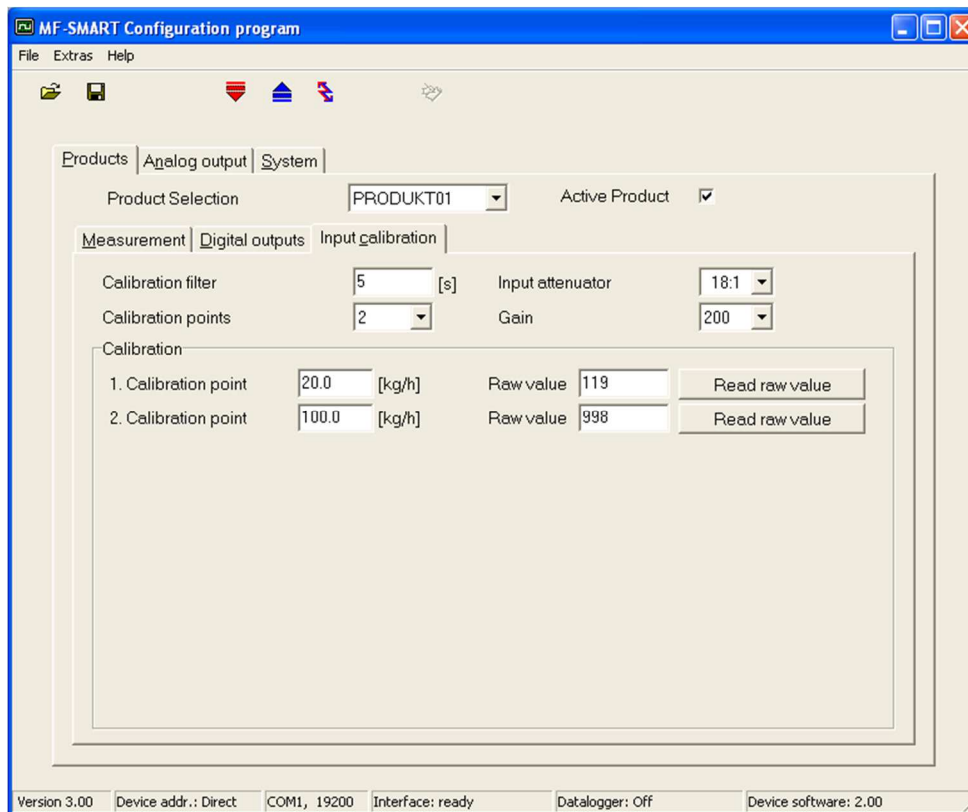 MF-SMART Configuration program
File Extras Help
Products Analog output System
Product Selection PRODUKT01 Active Product
Measurement Digital outputs Input calibration
Calibration filter 5 [s] Input attenuator 18:1
Calibration points 2 Gain 200
Calibration
1. Calibration point 20.0 [kg/h] Raw value 119 Read raw value
2. Calibration point 100.0 [kg/h] Raw value 998 Read raw value
Version 3.00 Device addr.: Direct COM1, 19200 Interface: ready Datalogger: Off Device software: 2.00